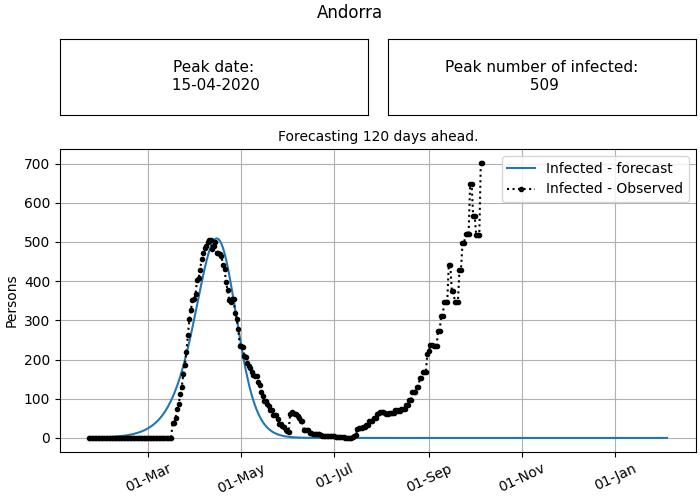 Andorra
Peak date:
15-04-2020
Peak number of infected:
509
Forecasting 120 days ahead.
Infected - forecast
Infected - Observed
700
600
500
400
300
200
100
0
Persons
01-Mar
01-May
01-Jul
01-Sep
01-Nov
01-Jan